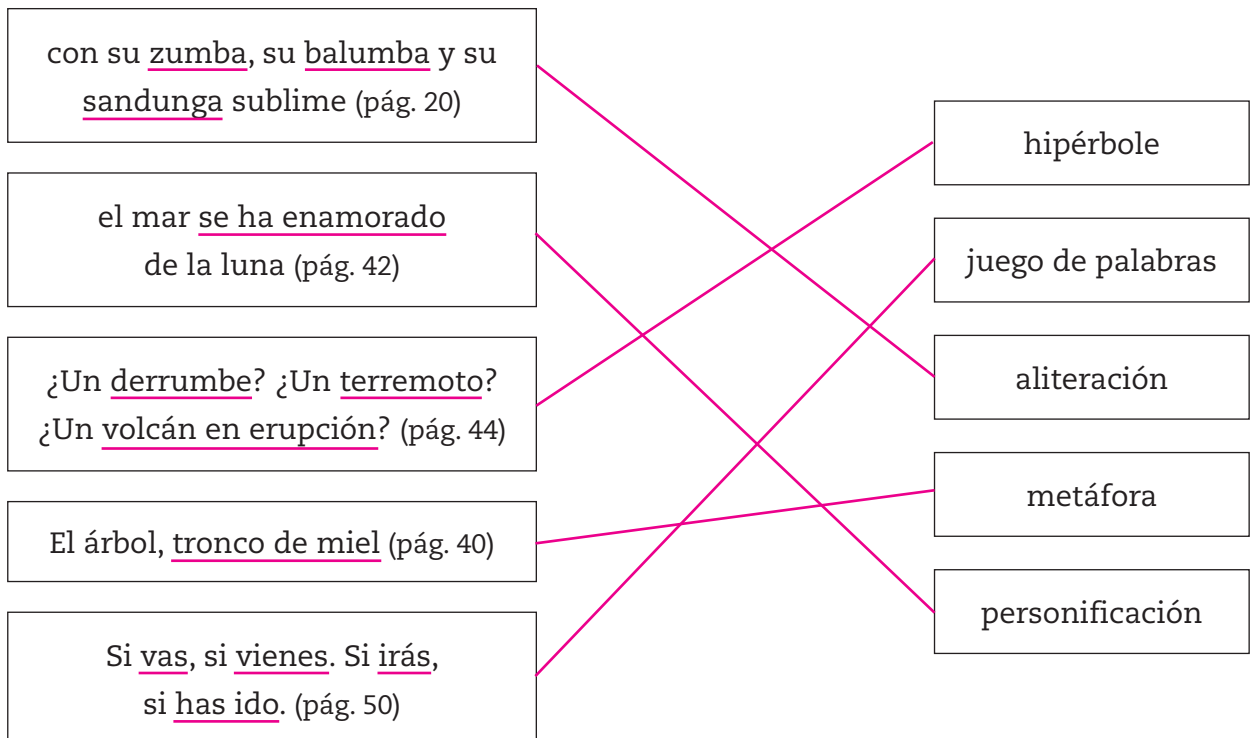 con su zumba, su balumba y su
sandunga sublime (pág. 20)
el mar se ha enamorado
de la luna (pág. 42)
¿Un derrumbe? ¿Un terremoto?
¿Un volcán en erupción? (pág. 44)
El árbol, tronco de miel (pág. 40)
Si vas, si vienes. Si irás,
si has ido. (pág. 50)
hipérbole
juego de palabras
aliteración
metáfora
personificación